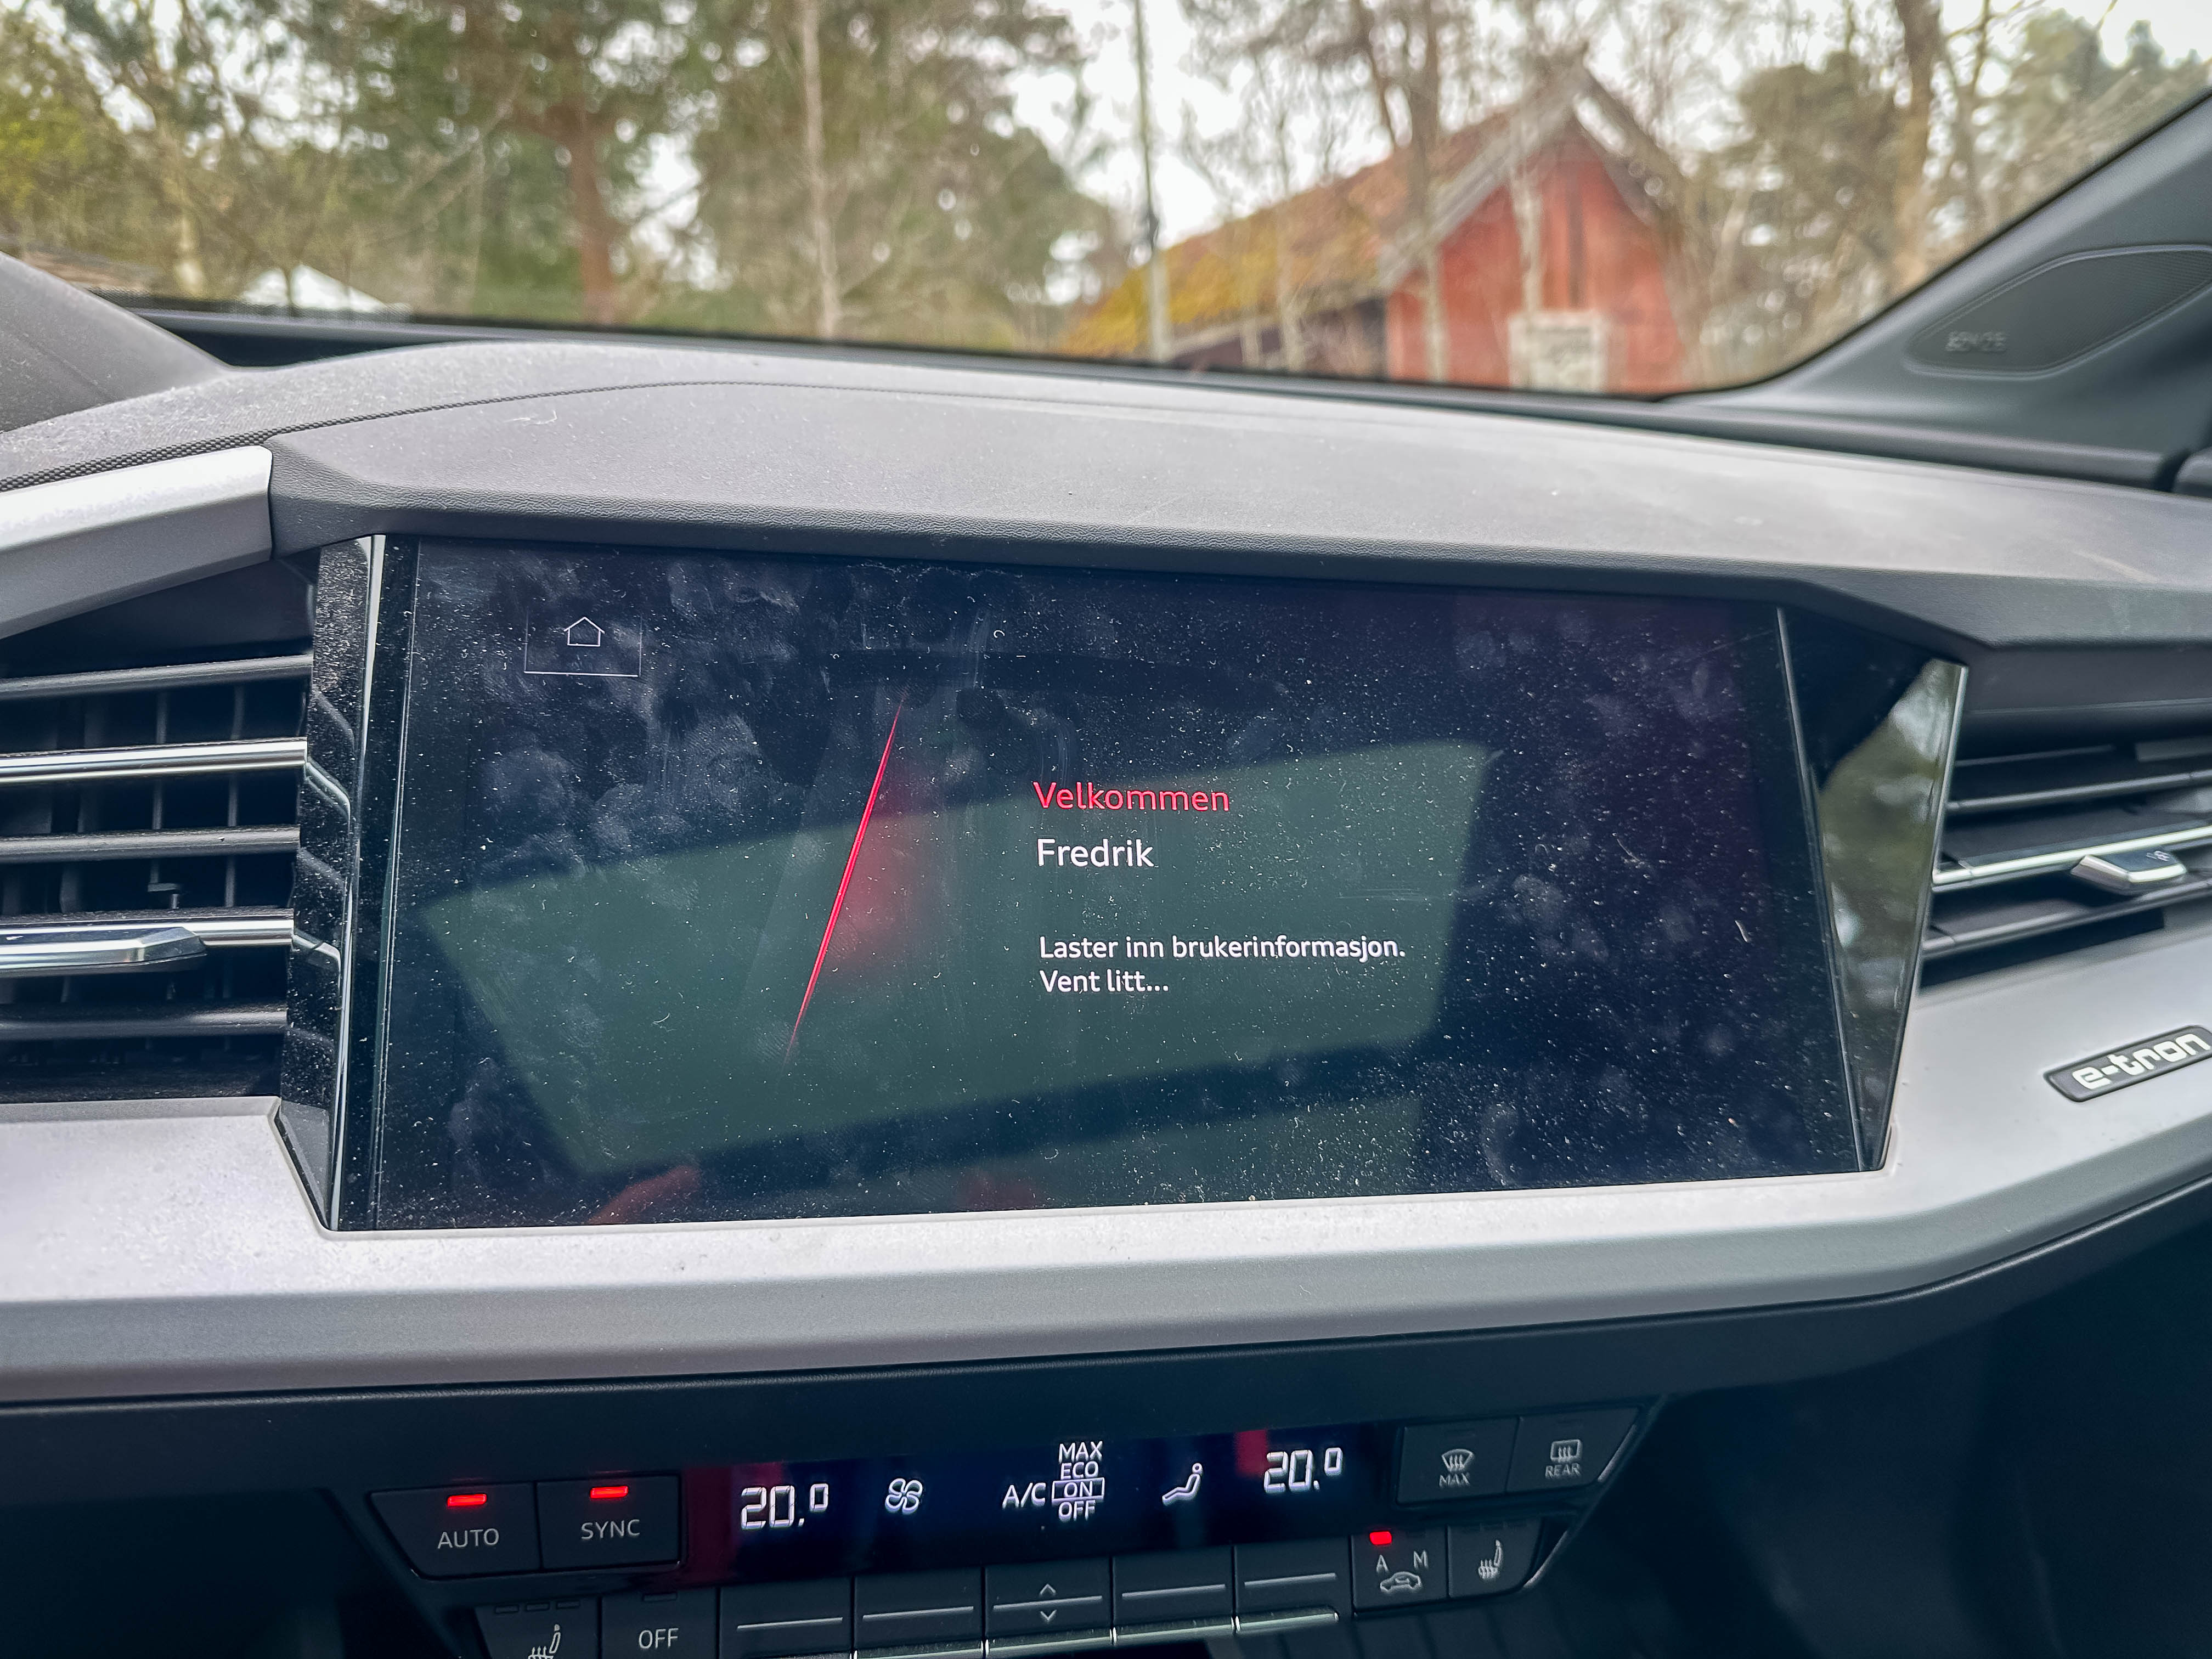 Velkommen
Fredrik
Laster inn brukerinformasjon.
Vent litt...
e-tron
AUTO
SYNC
20.0
A/C
MAX
ECO
ON
OFF
20.0
MAX
REAR
A M
OFF